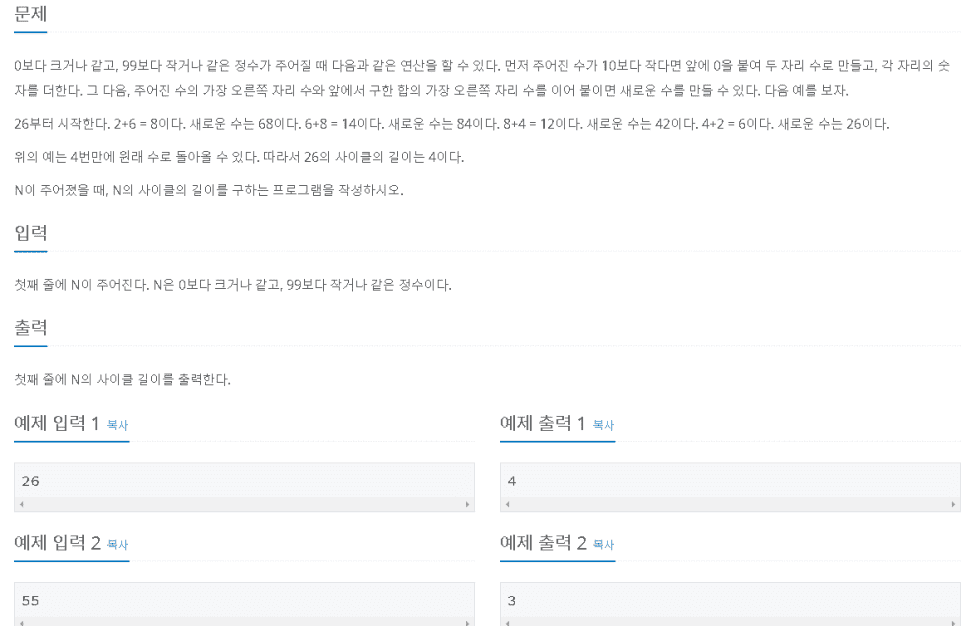 문제
0보다 크거나 같고, 99보다 작거나 같은 정수가 주어질 때 다음과 같은 연산을 할 수 있다. 먼저 주어진 수가 10보다 작다면 앞에 0을 붙여 두 자리 수로 만들고, 각 자리의 숫
자를 더한다. 그 다음, 주어진 수의 가장 오른쪽 자리 수와 앞에서 구한 합의 가장 오른쪽 자리 수를 이어 붙이면 새로운 수를 만들 수 있다. 다음 예를 보자.
26부터 시작한다. 2+6 = 8이다. 새로운 수는 68이다. 6+8 = 14이다. 새로운 수는 84이다. 8+4 = 12이다. 새로운 수는 42이다. 4+2 = 6이다. 새로운 수는 26이다.
위의 예는 4번만에 원래 수로 돌아올 수 있다. 따라서 26의 사이클의 길이는 4이다.
N이 주어졌을 때, N의 사이클의 길이를 구하는 프로그램을 작성하시오.
입력
첫째 줄에 N이 주어진다. N은 0보다 크거나 같고, 99보다 작거나 같은 정수이다.
출력
첫째 줄에 N의 사이클 길이를 출력한다.
예제 입력 1 복사
예제 출력 1 복사
26
4
예제 입력 2 복사
예제 출력 2 복사
55
3